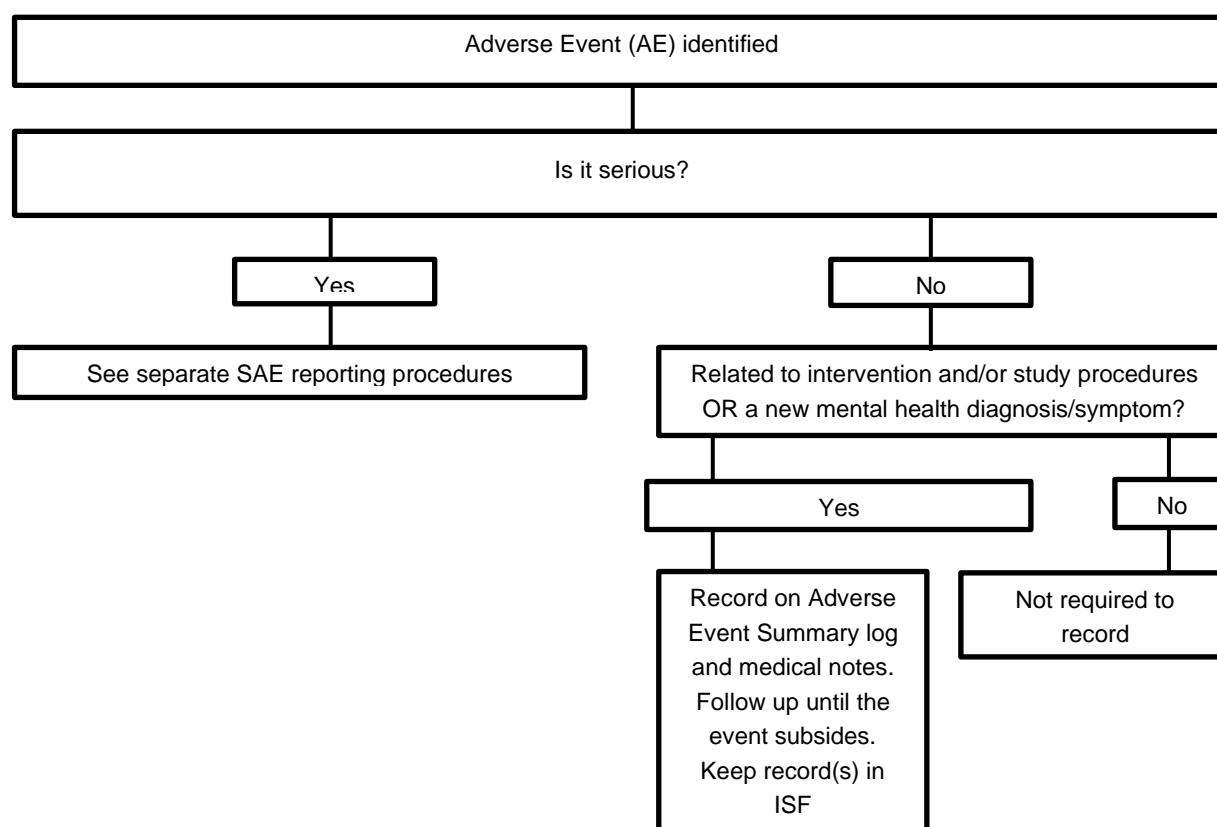 Adverse Event (AE) identified
Is it serious?
Yes
No
See separate SAE reporting procedures
Related to intervention and/or study procedures
OR a new mental health diagnosis/symptom?
Yes
No
Record on Adverse
Event Summary log
and medical notes.
Follow up until the
event subsides.
Keep record(s) in
ISF
Not required to
record